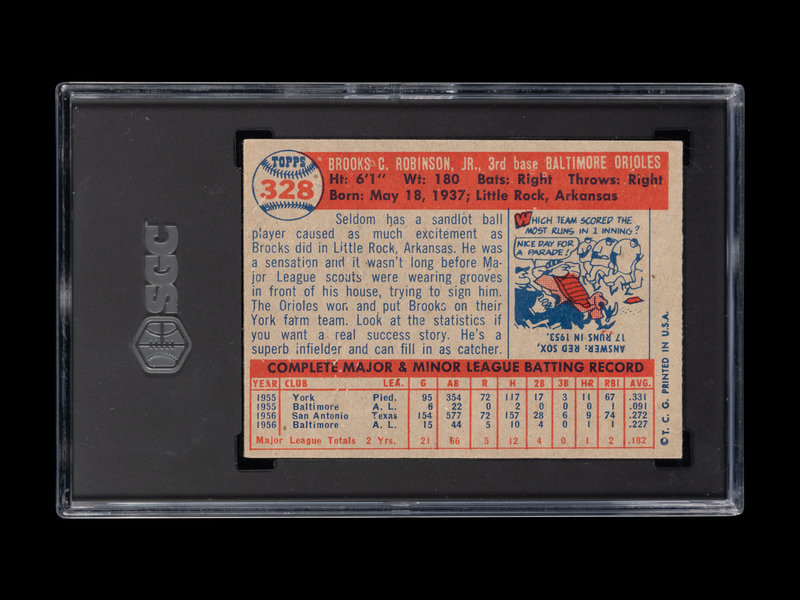 SGC
TOPPS
328
BROOKS C. ROBINSON, JR., 3rd base BALTIMORE ORIOLES
Ht: 6'1" Wt: 180 Bats: Right Throws: Right
Born: May 18, 1937; Little Rock, Arkansas
Seldom has a sandlot ball
player caused as much excitement as
Brooks did in Little Rock, Arkansas. He was
a sensation and it wasn't long before Ma-
jor League scouts were wearing grooves
in front of his house, trying to sign him.
The Orioles won and put Brooks on their
York farm team. Look at the statistics if
you want a real success story. He's a
superb infielder and can fill in as catcher.
WHICH TEAM SCORED THE
MOST RUNS IN 1 INNING?
NICE DAY FOR
A PARADE!
ANSWER: RED SOX,
17 RUNS IN 1953.
COMPLETE MAJOR & MINOR LEAGUE BATTING RECORD
YEAR CLUB LEA. G AB R H 2B 3B HR RBI AVG.
1955 York Pied. 95 354 72 117 17 3 11 67 .331
1955 Baltimore A. L. 6 22 0 2 0 0 0 1 .091
1956 San Antonio Texas 154 577 72 157 28 6 9 74 .272
1956 Baltimore A. L. 15 44 5 10 4 0 1 1 .227
Major League Totals 2 Yrs. 21 66 5 12 4 0 1 2 .182
© T. C. G. PRINTED IN U.S.A.